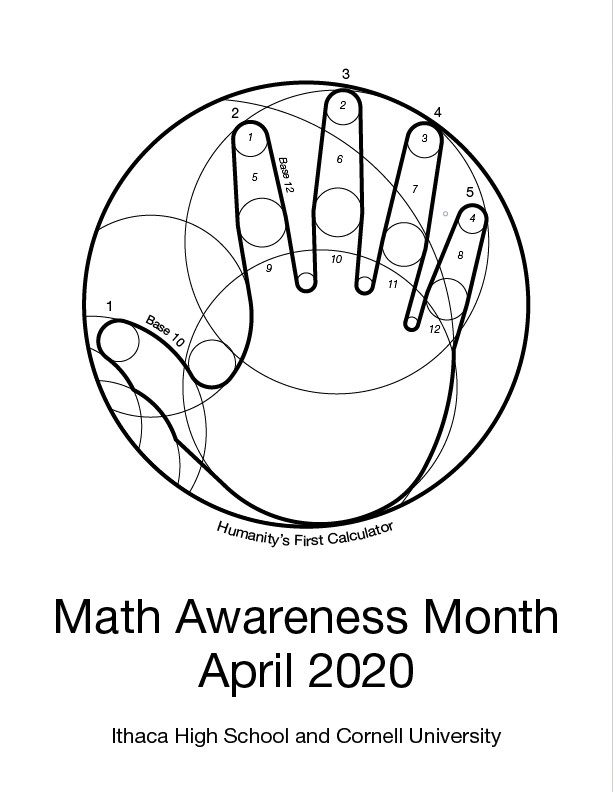 3
2
4
5
1
2
3
4
5
6
7
8
9
10
11
12
Base 12
1
Base 10
Humanity's First Calculator
Math Awareness Month
April 2020
Ithaca High School and Cornell University